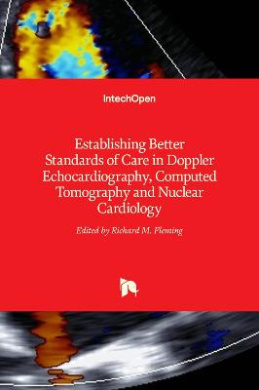 IntechOpen
Establishing Better
Standards of Care in Doppler
Echocardiography, Computed
Tomography and Nuclear
Cardiology
Edited by Richard M. Fleming